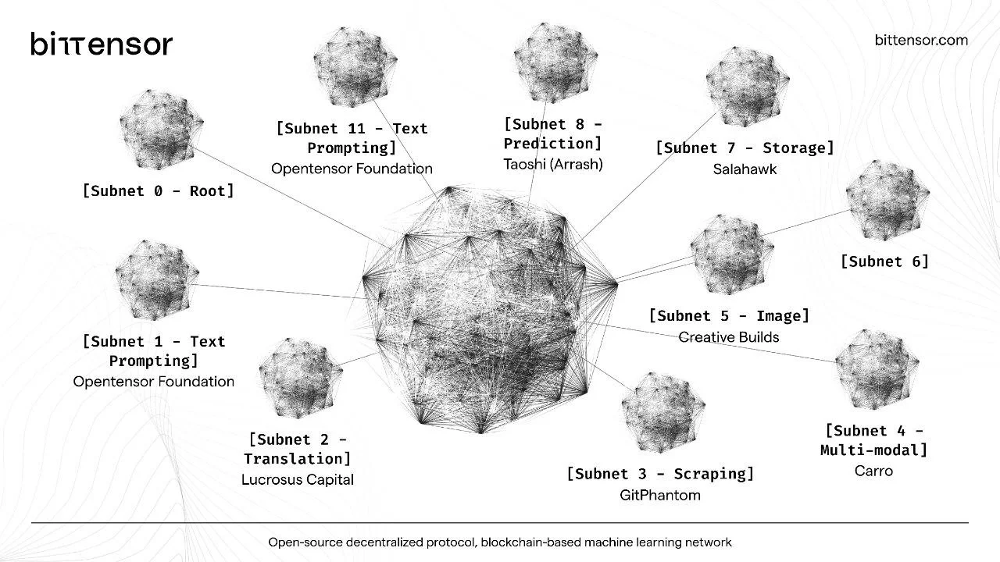 bittensor
bittensor.com
[Subnet 11 - Text
Prompting]
Opentensor Foundation
[Subnet 8 -
Prediction]
Taoshi (Arrash)
[Subnet 7 - Storage]
Salahawk
[Subnet 0 - Root]
[Subnet 6]
[Subnet 1 - Text
Prompting]
Opentensor Foundation
[Subnet 5 - Image]
Creative Builds
[Subnet 2 -
Translation]
Lucrosus Capital
[Subnet 3 - Scraping]
GitPhantom
[Subnet 4 -
Multi-modal]
Carro
Open-source decentralized protocol, blockchain-based machine learning network